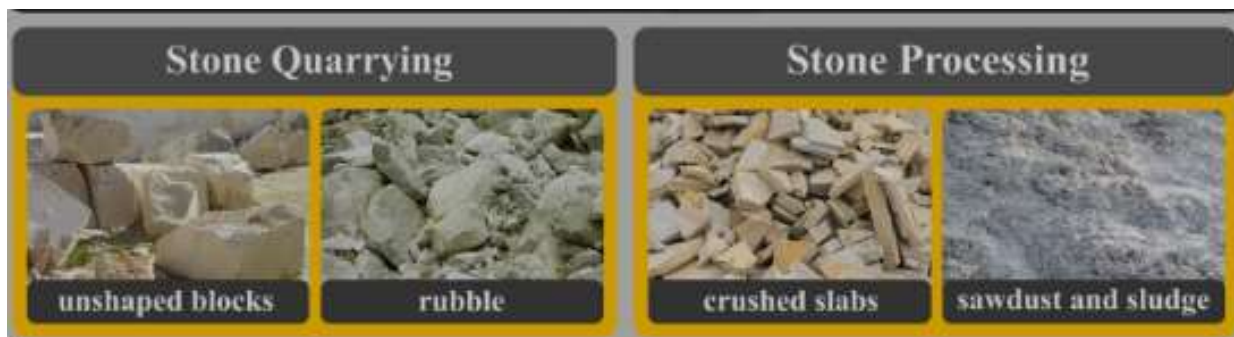 Stone Quarrying
Stone Processing
unshaped blocks
rubble
crushed slabs
sawdust and sludge